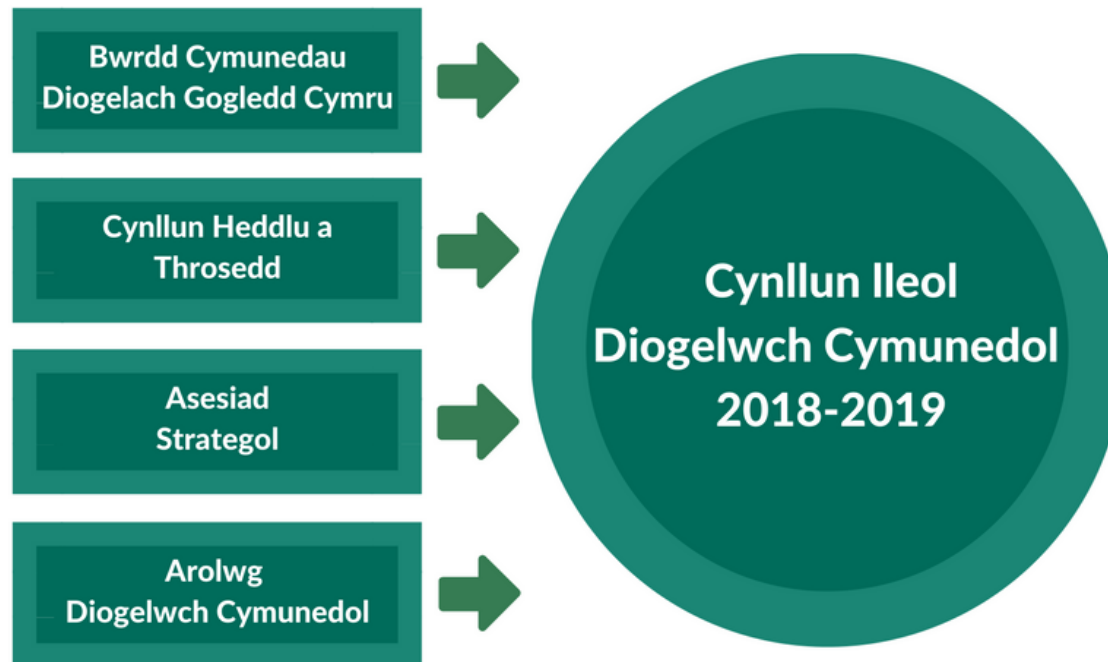 Bwrdd Cymunedau
Diogelach Gogledd Cymru
Cynllun Heddlu a
Throsedd
Asesiad
Strategol
Arolwg
Diogelwch Cymunedol
Cynllun lleol
Diogelwch Cymunedol
2018-2019